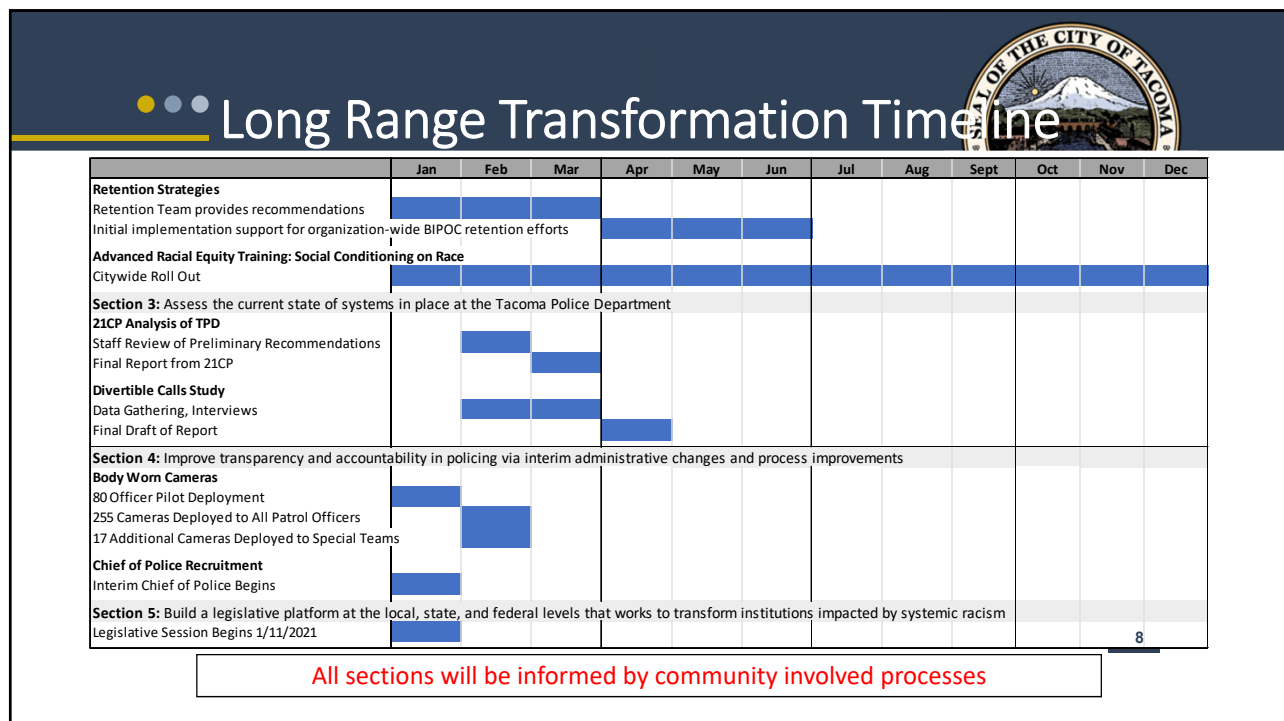 SEAL OF THE CITY OF TACOMA
Long Range Transformation Timeline
Jan Feb Mar Apr May Jun Jul Aug Sept Oct Nov Dec
Retention Strategies
Retention Team provides recommendations
Initial implementation support for organization-wide BIPOC retention efforts
Advanced Racial Equity Training: Social Conditioning on Race
Citywide Roll Out
Section 3: Assess the current state of systems in place at the Tacoma Police Department
21CP Analysis of TPD
Staff Review of Preliminary Recommendations
Final Report from 21CP
Divertible Calls Study
Data Gathering, Interviews
Final Draft of Report
Section 4: Improve transparency and accountability in policing via interim administrative changes and process improvements
Body Worn Cameras
80 Officer Pilot Deployment
255 Cameras Deployed to All Patrol Officers
17 Additional Cameras Deployed to Special Teams
Chief of Police Recruitment
Interim Chief of Police Begins
Section 5: Build a legislative platform at the local, state, and federal levels that works to transform institutions impacted by systemic racism
Legislative Session Begins 1/11/2021
8
All sections will be informed by community involved processes